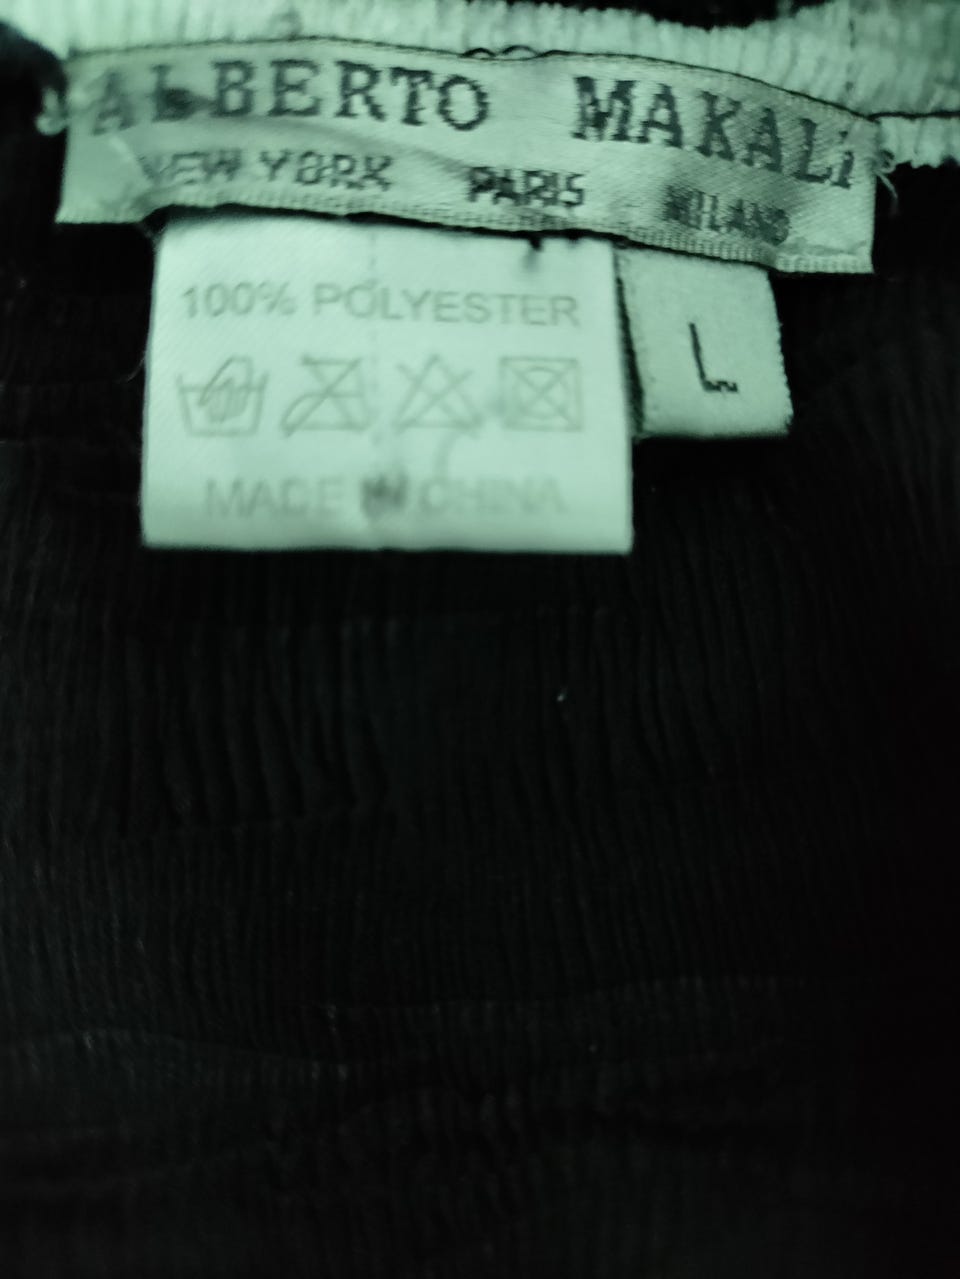 ALBERTO MAKALi
NEW YORK PARIS MILANO
100% POLYESTER
L
MADE IN CHINA